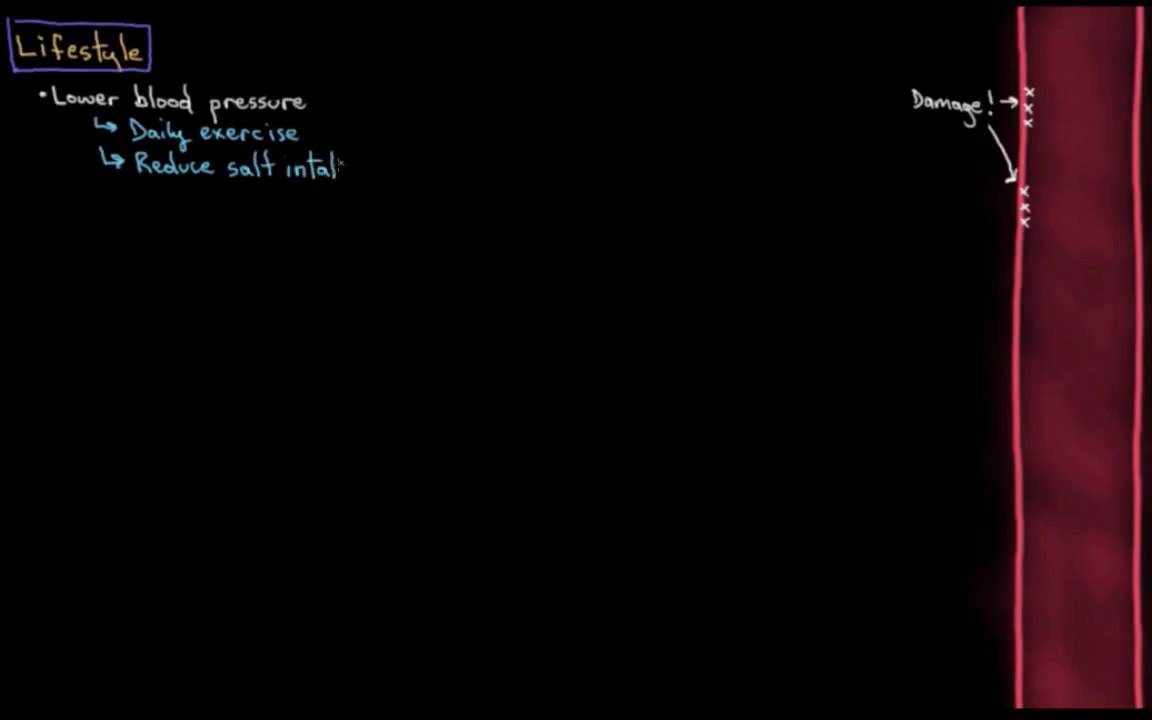 Lifestyle
• Lower blood pressure
↳ Daily exercise
↳ Reduce salt intak
Damage! →
x
x
x
x
x
x